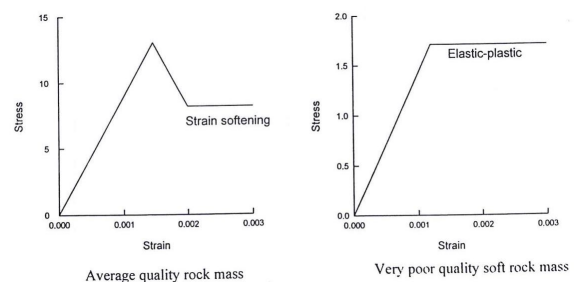 15
10
5
0
Stress
Strain softening
0.000 0.001 0.002 0.003
Strain
Average quality rock mass
2.0
1.5
1.0
0.5
0.0
Stress
Elastic-plastic
0.000 0.001 0.002 0.003
Strain
Very poor quality soft rock mass